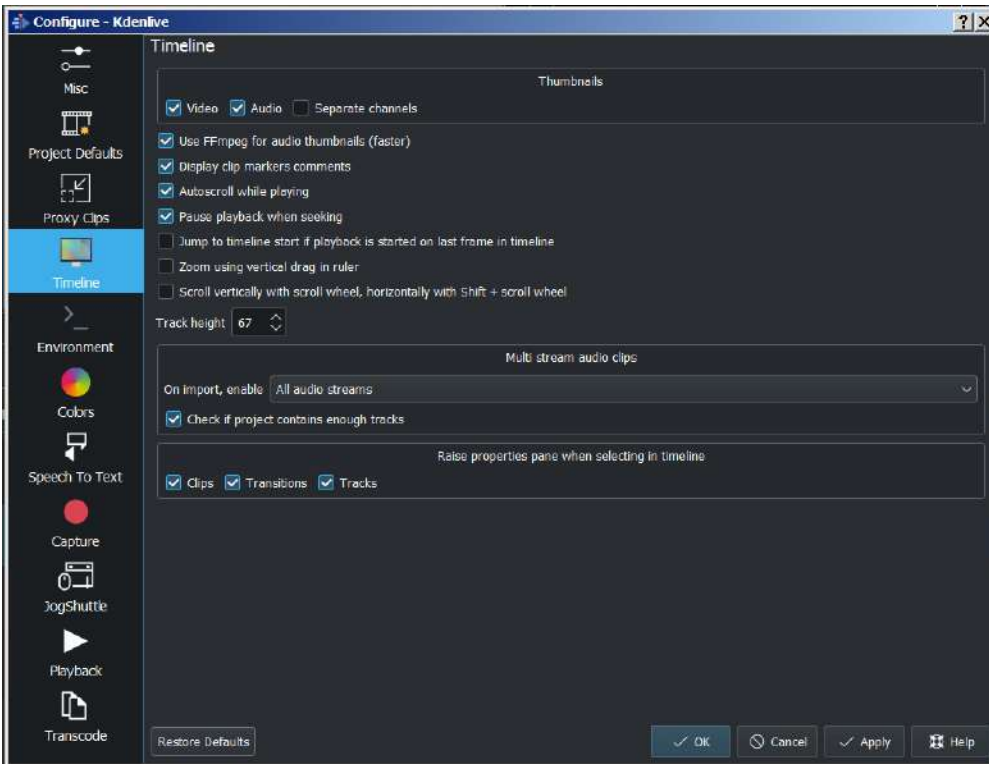 Configure - Kdenlive
Misc
Project Defaults
Proxy Clips
Timeline
Environment
Colors
Speech To Text
Capture
JogShuttle
Playback
Transcode
Timeline
Thumbnails
Video Audio Separate channels
Use FFmpeg for audio thumbnails (faster)
Display clip markers comments
Autoscroll while playing
Pause playback when seeking
Jump to timeline start if playback is started on last frame in timeline
Zoom using vertical drag in ruler
Scroll vertically with scroll wheel, horizontally with Shift + scroll wheel
Track height 67
Multi stream audio clips
On import, enable All audio streams
Check if project contains enough tracks
Raise properties pane when selecting in timeline
Clips Transitions Tracks
Restore Defaults OK Cancel Apply Help